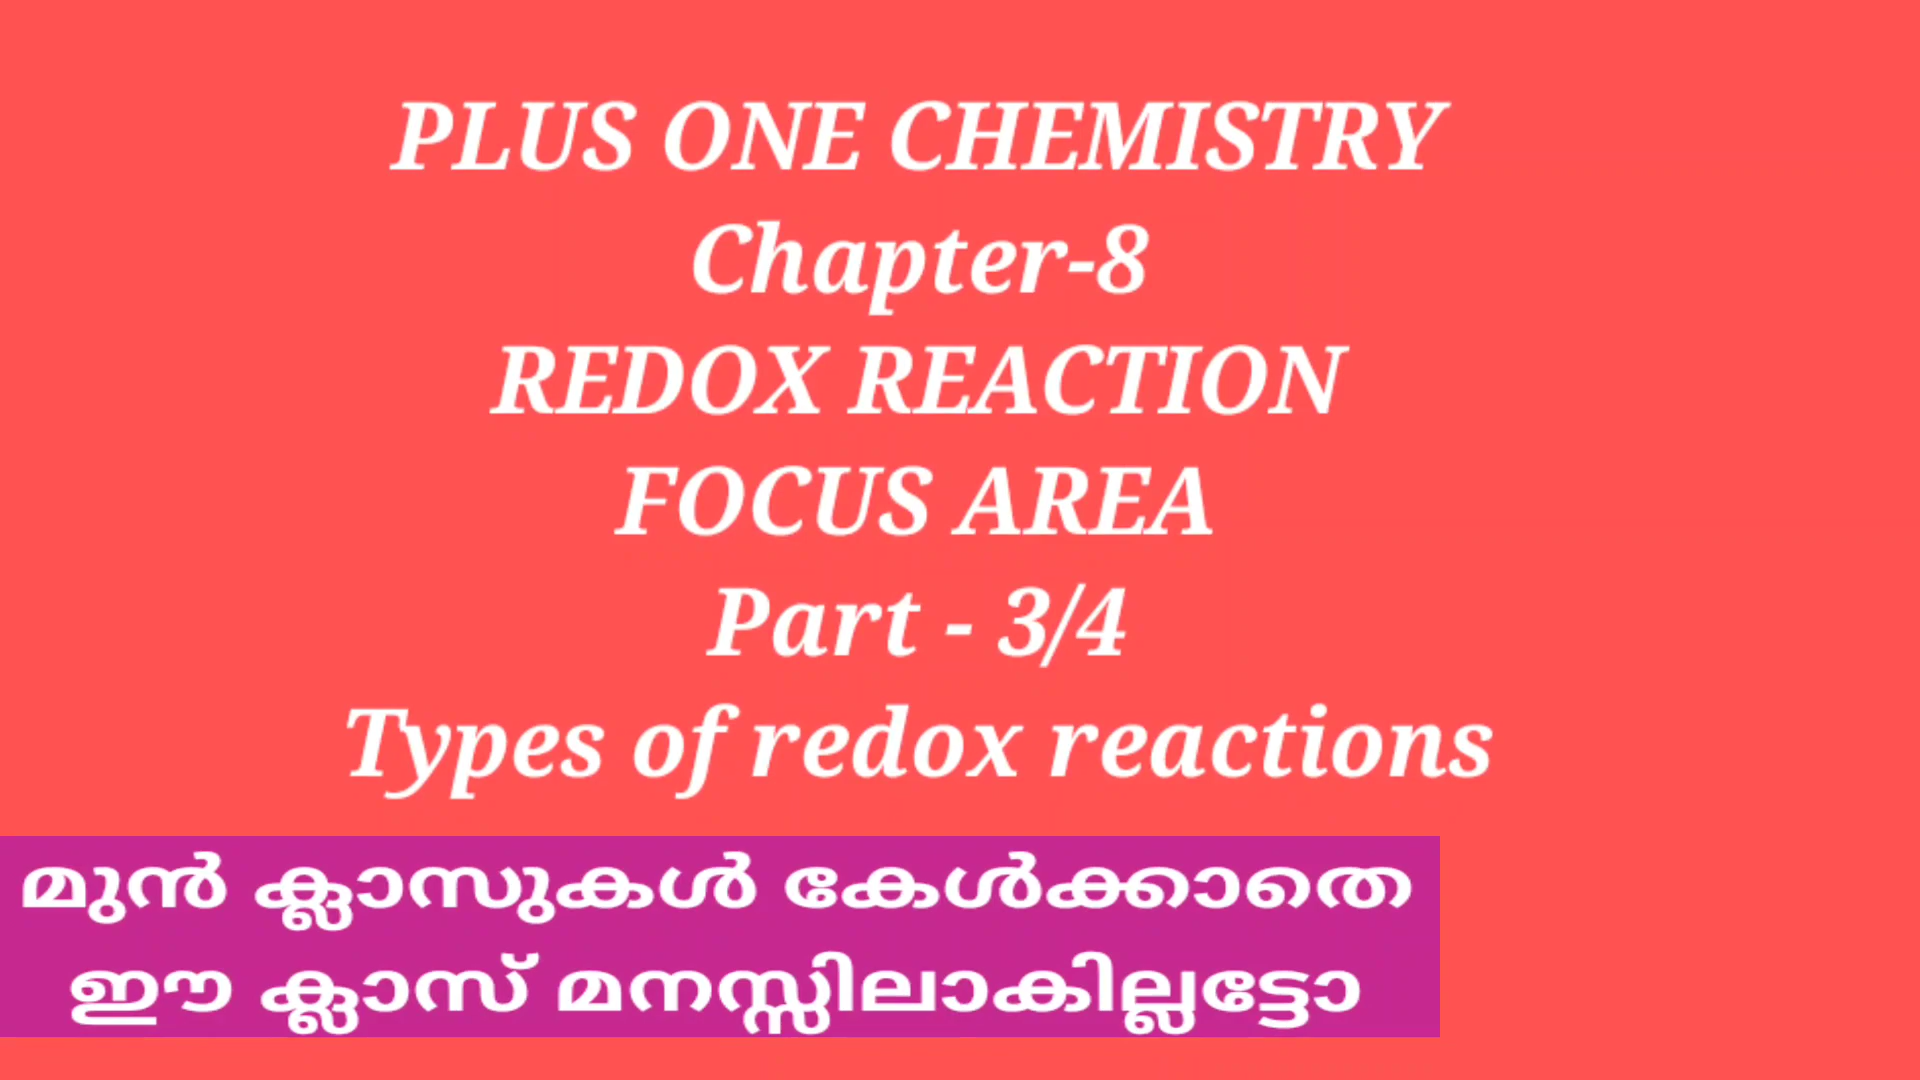 PLUS ONE CHEMISTRY
Chapter-8
REDOX REACTION
FOCUS AREA
Part - 3/4
Types of redox reactions
മുൻ ക്ലാസുകൾ കേൾക്കാതെ
ഈ ക്ലാസ് മനസ്സിലാകില്ലട്ടോ